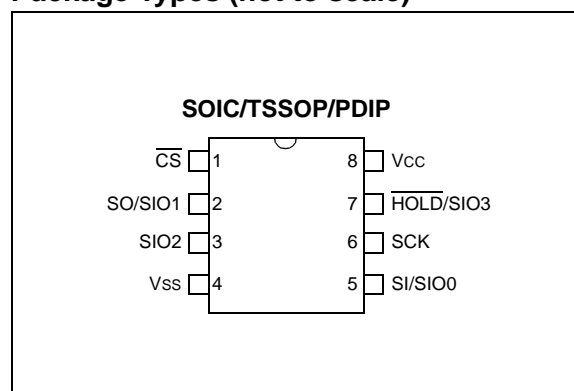 Package Types (not to scale)
SOIC/TSSOP/PDIP
CS 1 8 Vcc
SO/SIO1 2 7 HOLD/SIO3
SIO2 3 6 SCK
Vss 4 5 SI/SIO0